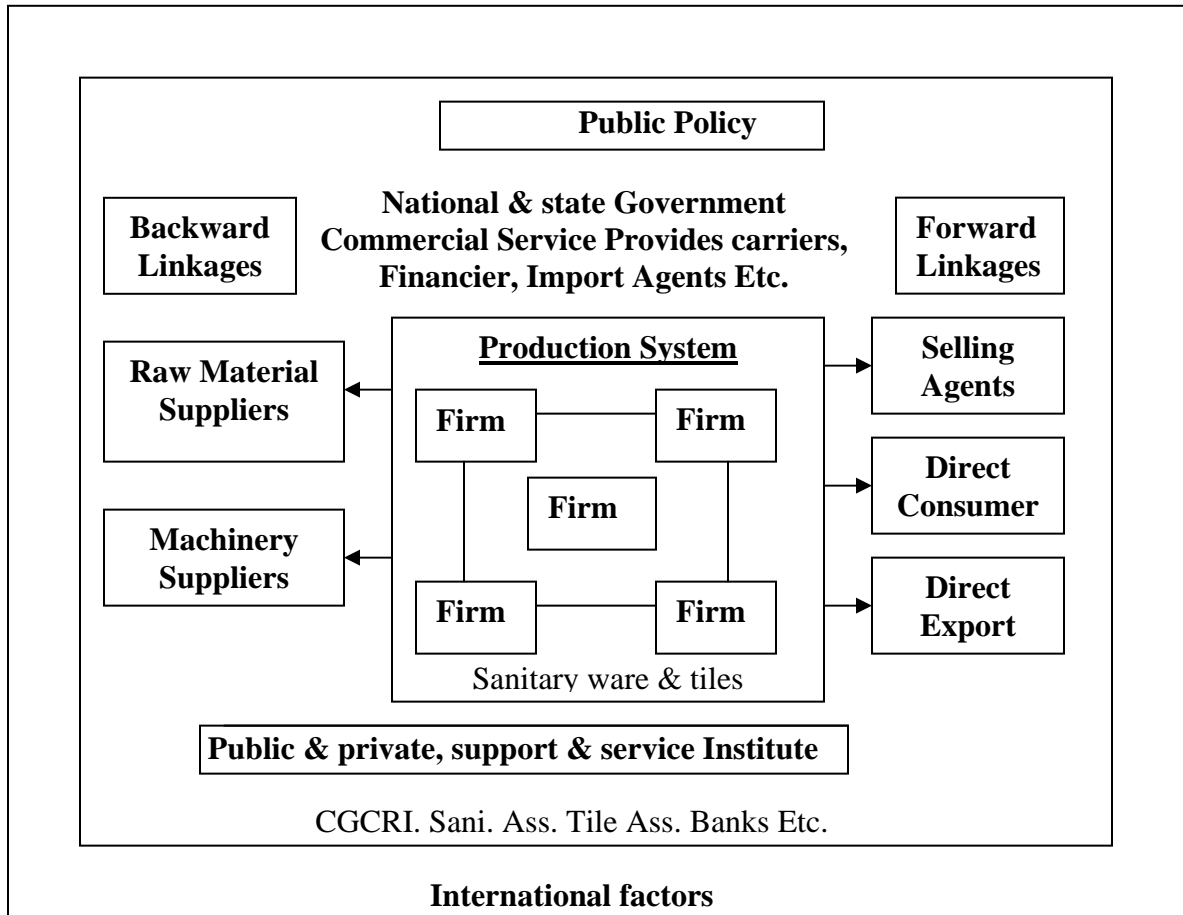 Public Policy
National & state Government
Commercial Service Provides carriers,
Financier, Import Agents Etc.
Backward
Linkages
Forward
Linkages
Raw Material
Suppliers
Machinery
Suppliers
Production System
Firm
Firm
Firm
Firm
Firm
Sanitary ware & tiles
Selling
Agents
Direct
Consumer
Direct
Export
Public & private, support & service Institute
CGCRI. Sani. Ass. Tile Ass. Banks Etc.
International factors